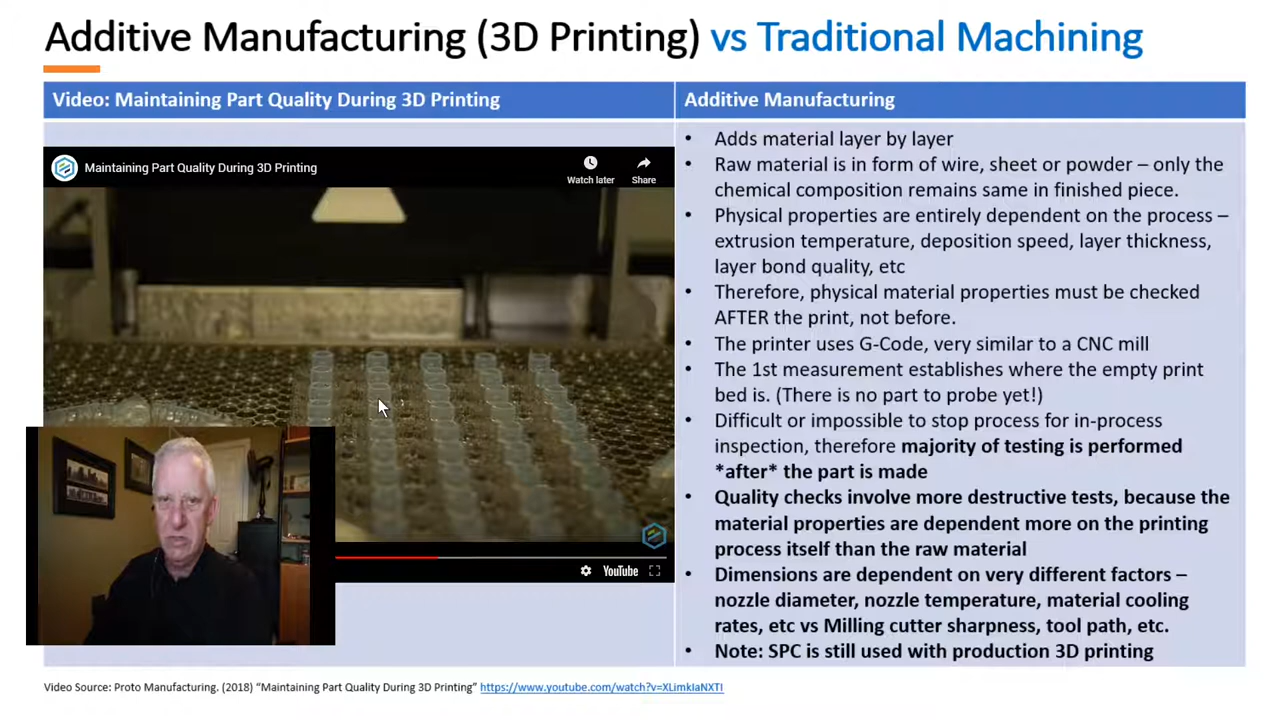 Additive Manufacturing (3D Printing) vs Traditional Machining
Video: Maintaining Part Quality During 3D Printing
Maintaining Part Quality During 3D Printing
Watch later
Share
YouTube
Additive Manufacturing
• Adds material layer by layer
• Raw material is in form of wire, sheet or powder – only the
chemical composition remains same in finished piece.
• Physical properties are entirely dependent on the process –
extrusion temperature, deposition speed, layer thickness,
layer bond quality, etc
• Therefore, physical material properties must be checked
AFTER the print, not before.
• The printer uses G-Code, very similar to a CNC mill
• The 1st measurement establishes where the empty print
bed is. (There is no part to probe yet!)
• Difficult or impossible to stop process for in-process
inspection, therefore majority of testing is performed
*after* the part is made
• Quality checks involve more destructive tests, because the
material properties are dependent more on the printing
process itself than the raw material
• Dimensions are dependent on very different factors –
nozzle diameter, nozzle temperature, material cooling
rates, etc vs Milling cutter sharpness, tool path, etc.
• Note: SPC is still used with production 3D printing
Video Source: Proto Manufacturing. (2018) “Maintaining Part Quality During 3D Printing” https://www.youtube.com/watch?v=XLimkIaNXTI